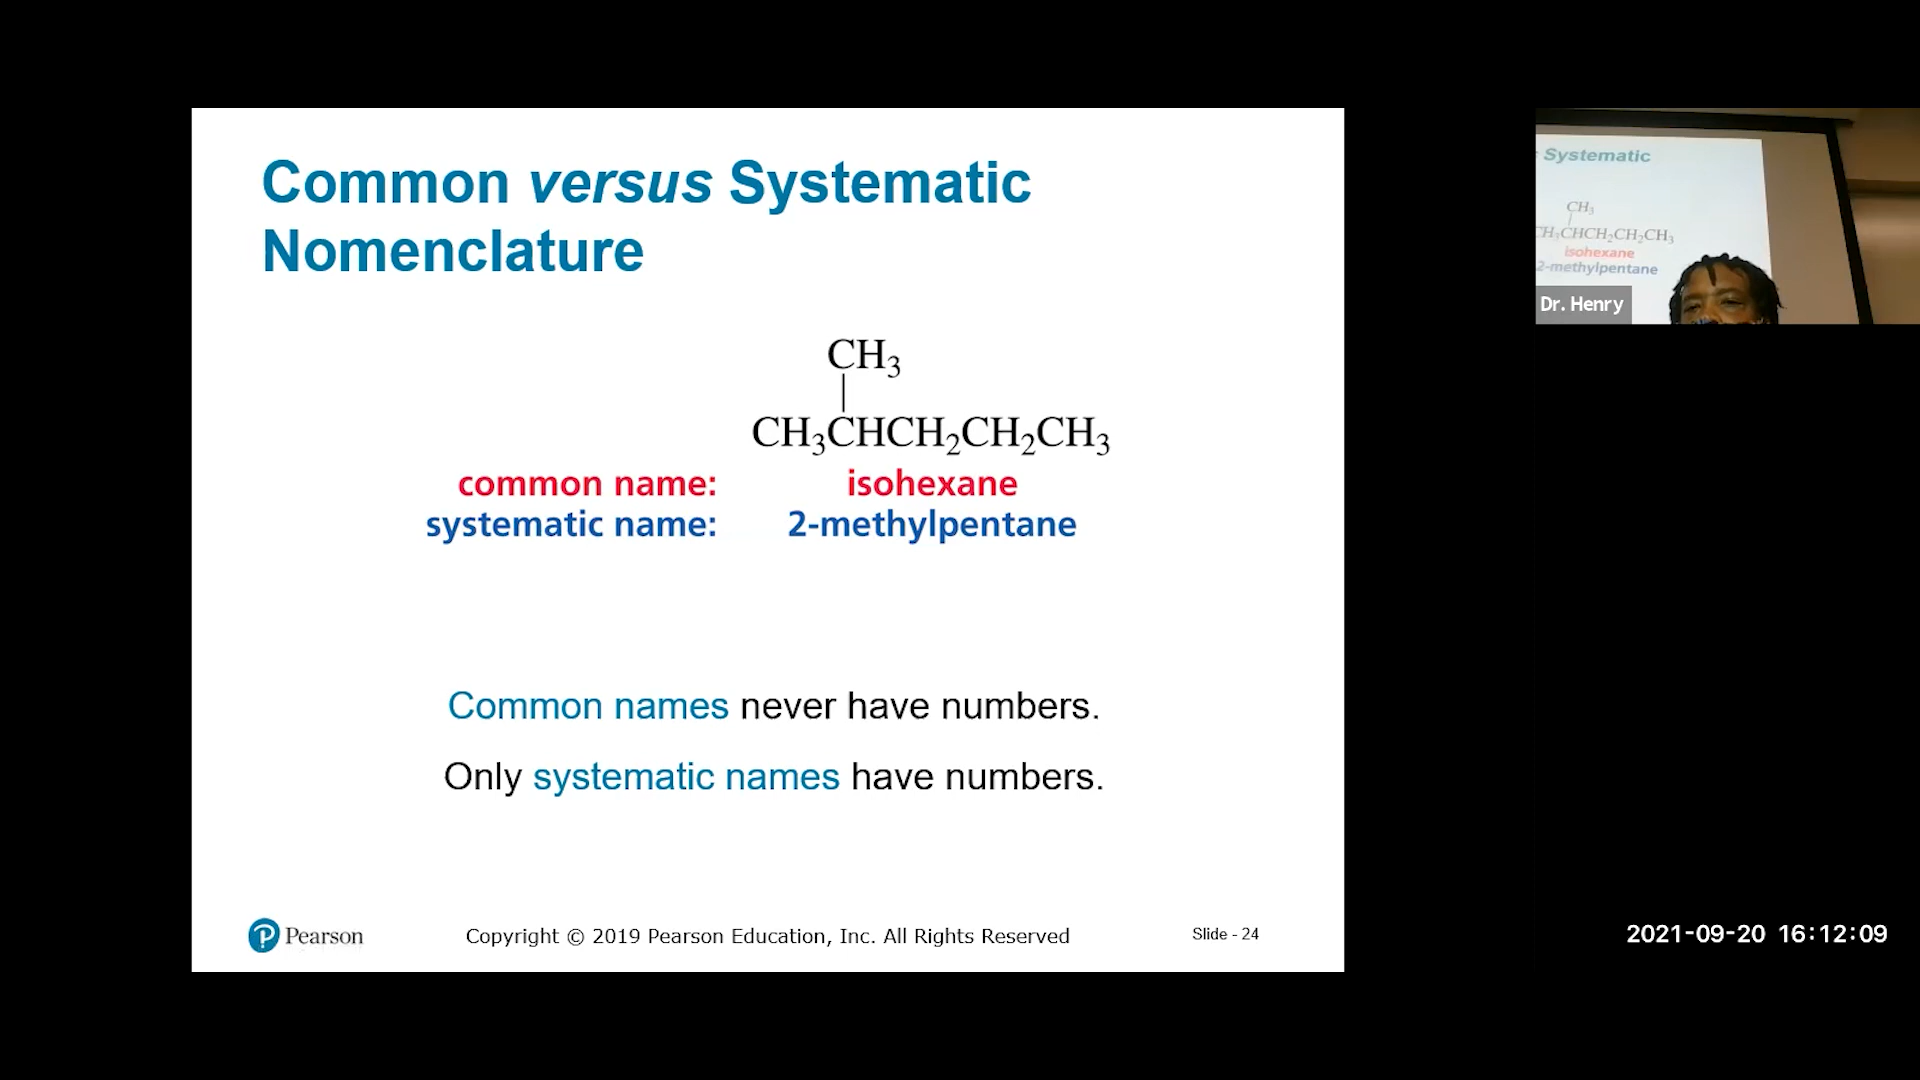 Common versus Systematic
Nomenclature
CH3
CH3CHCH2CH2CH3
common name: isohexane
systematic name: 2-methylpentane
Common names never have numbers.
Only systematic names have numbers.
Pearson
Copyright © 2019 Pearson Education, Inc. All Rights Reserved
Slide - 24
Systematic
CH3
CH3CHCH2CH2CH3
isohexane
2-methylpentane
Dr. Henry
2021-09-20 16:12:09